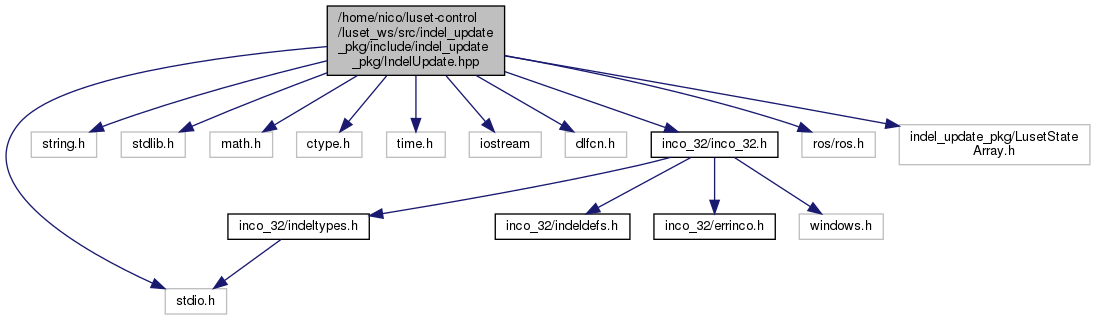 /home/nico/luset-control
/luset_ws/src/indel_update
_pkg/include/indel_update
_pkg/IndelUpdate.hpp
string.h
stdlib.h
math.h
ctype.h
time.h
iostream
dlfcn.h
inco_32/inco_32.h
ros/ros.h
indel_update_pkg/LusetState
Array.h
inco_32/indeltypes.h
inco_32/indeldefs.h
inco_32/errinco.h
windows.h
stdio.h